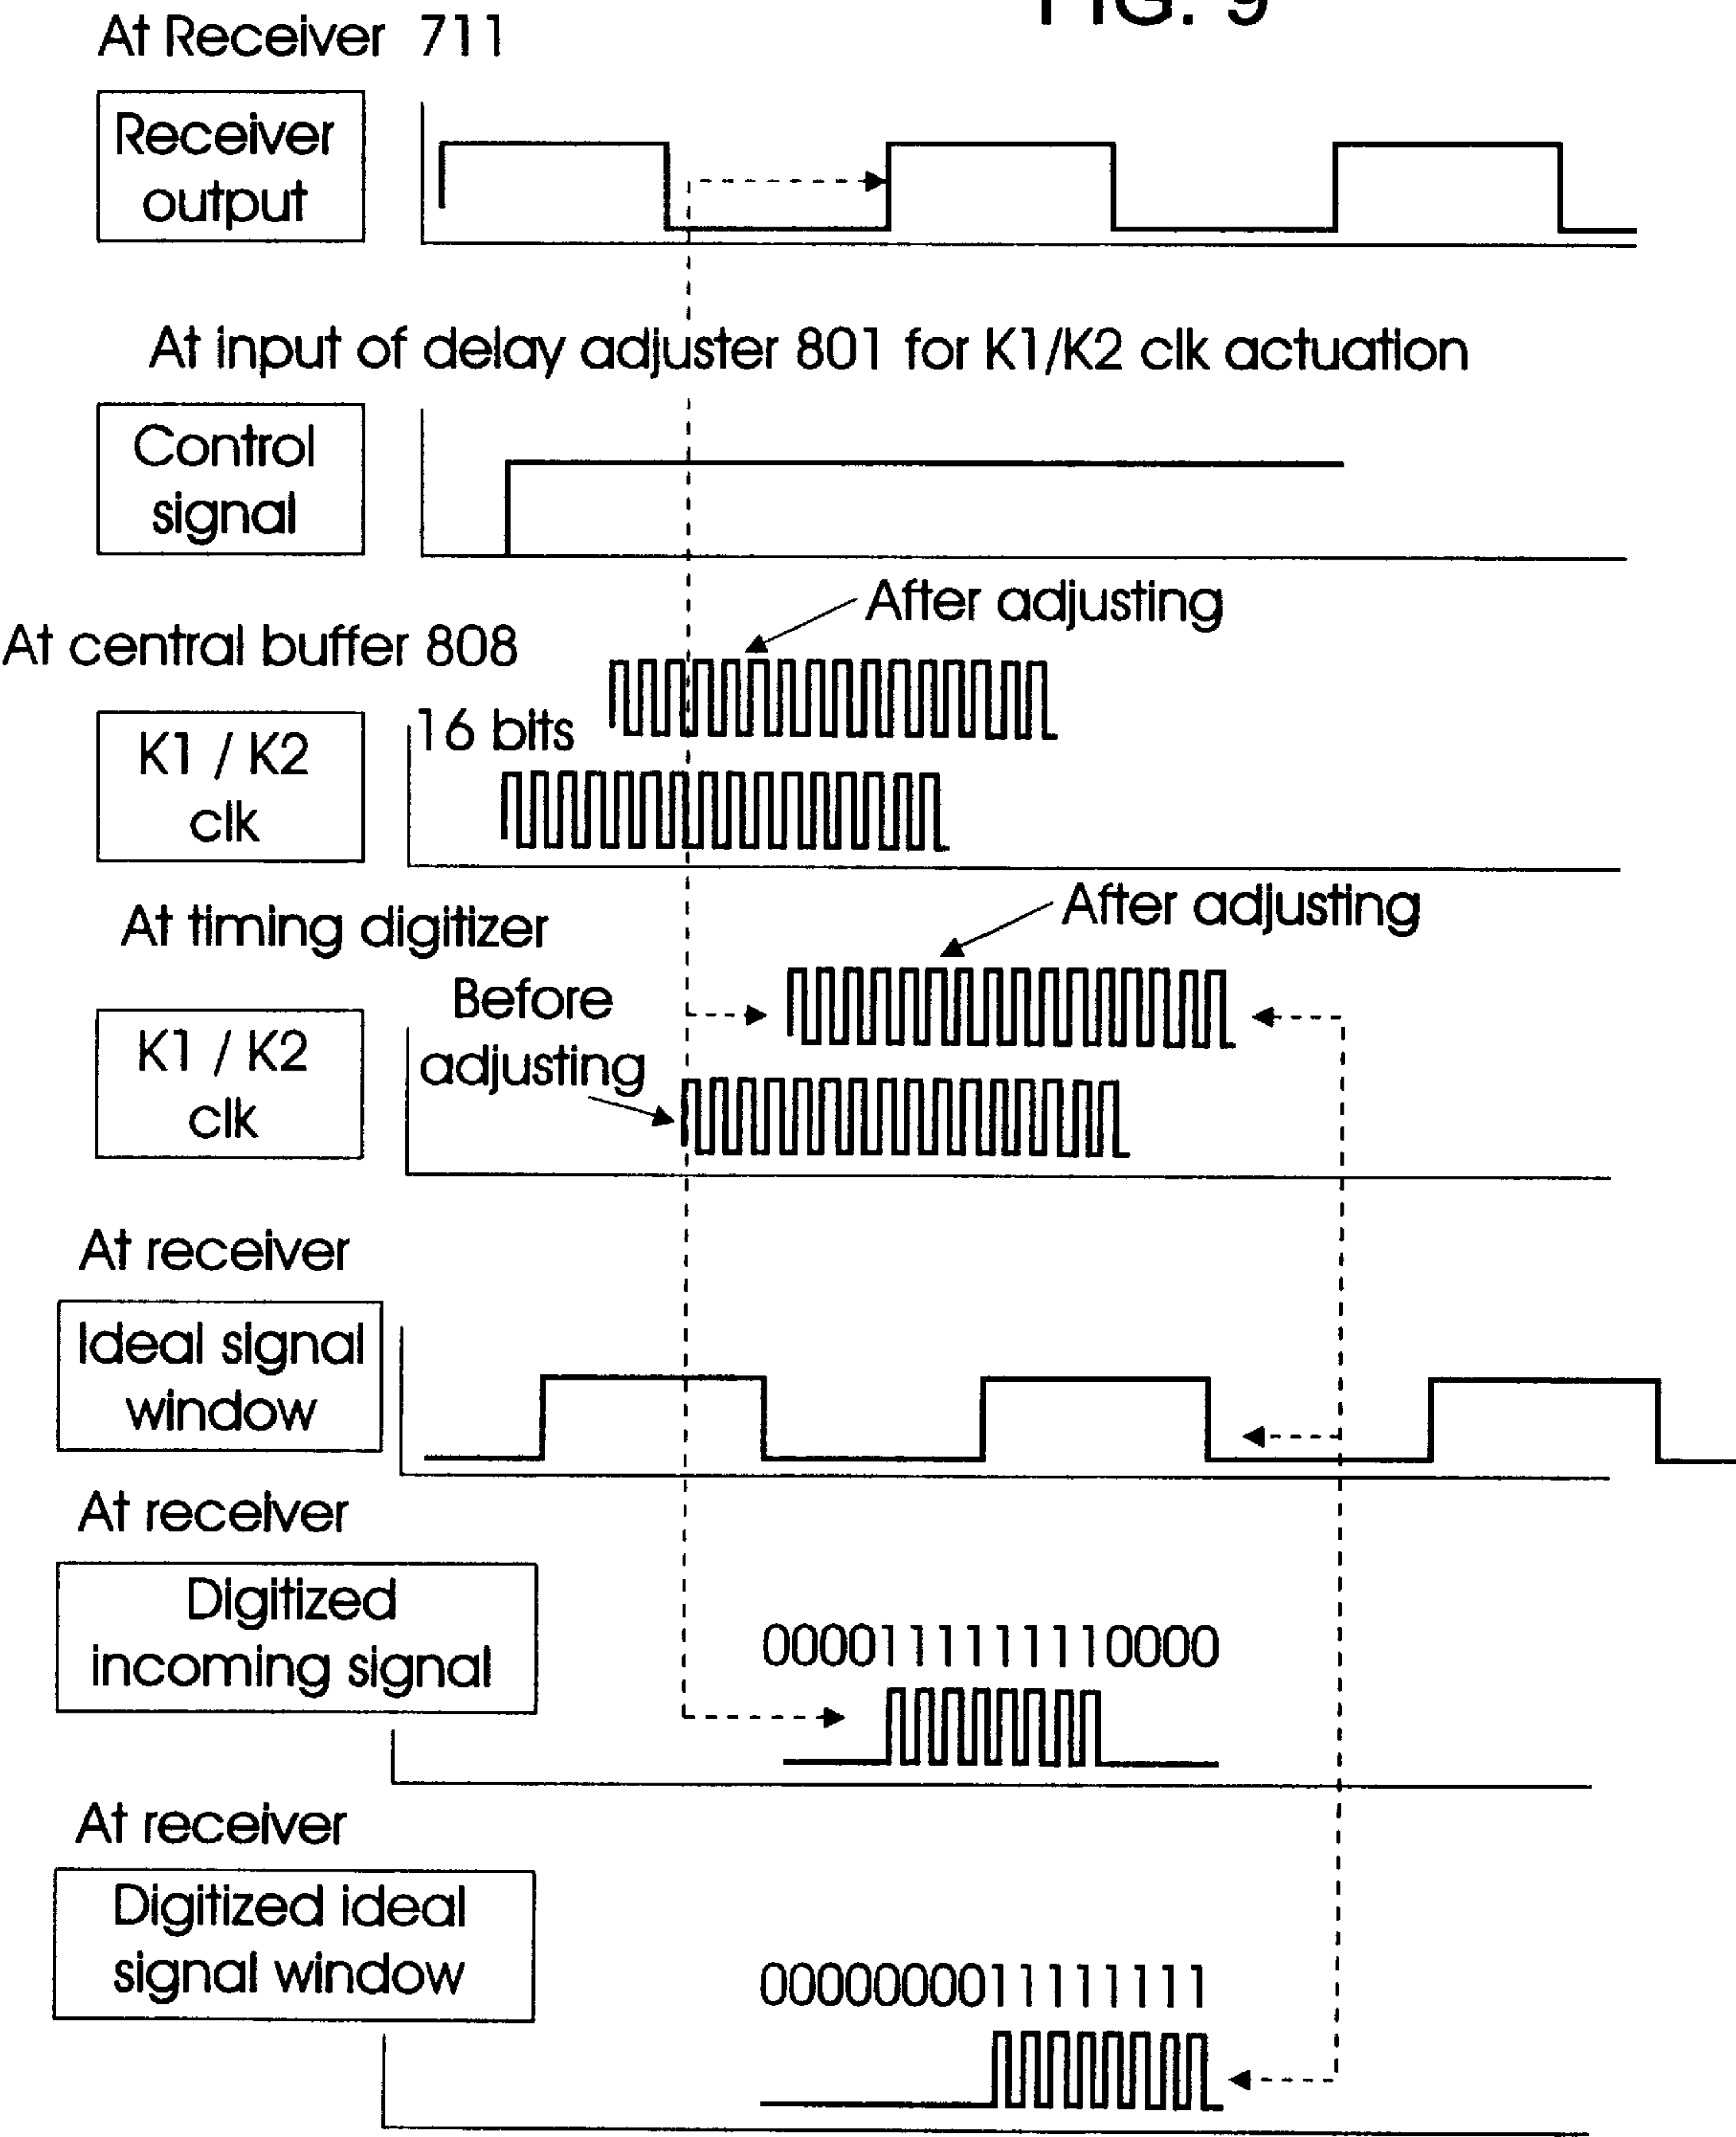 FIG. 9
At Receiver 711
Receiver
output
At input of delay adjuster 801 for K1/K2 clk actuation
Control
signal
After adjusting
At central buffer 808
16 bits
K1 / K2
clk
After adjusting
At timing digitizer
Before
adjusting
K1 / K2
clk
At receiver
Ideal signal
window
At receiver
Digitized
incoming signal
0000111111110000
At receiver
Digitized ideal
signal window
0000000011111111